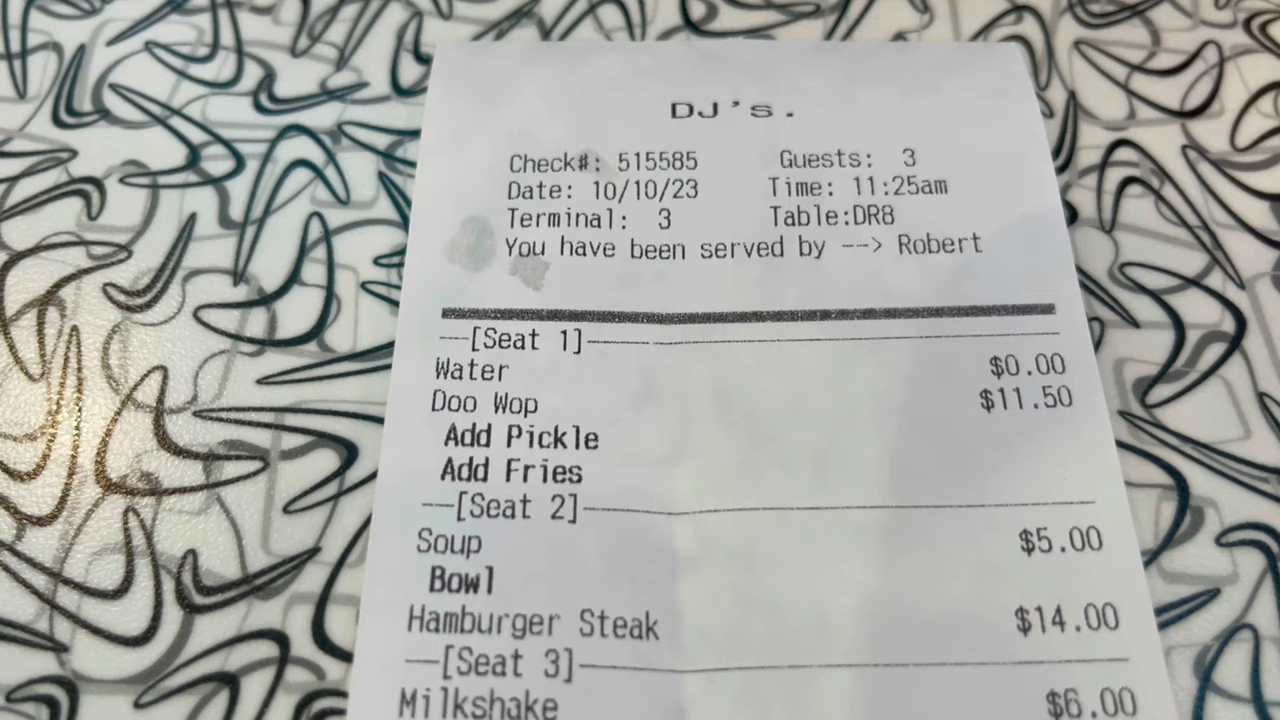 DJ's.
Check#: 515585 Guests: 3
Date: 10/10/23 Time: 11:25am
Terminal: 3 Table:DR8
You have been served by --> Robert
[Seat 1]
Water $0.00
Doo Wop $11.50
Add Pickle
Add Fries
[Seat 2]
Soup $5.00
Bowl
Hamburger Steak $14.00
[Seat 3]
Milkshake $6.00